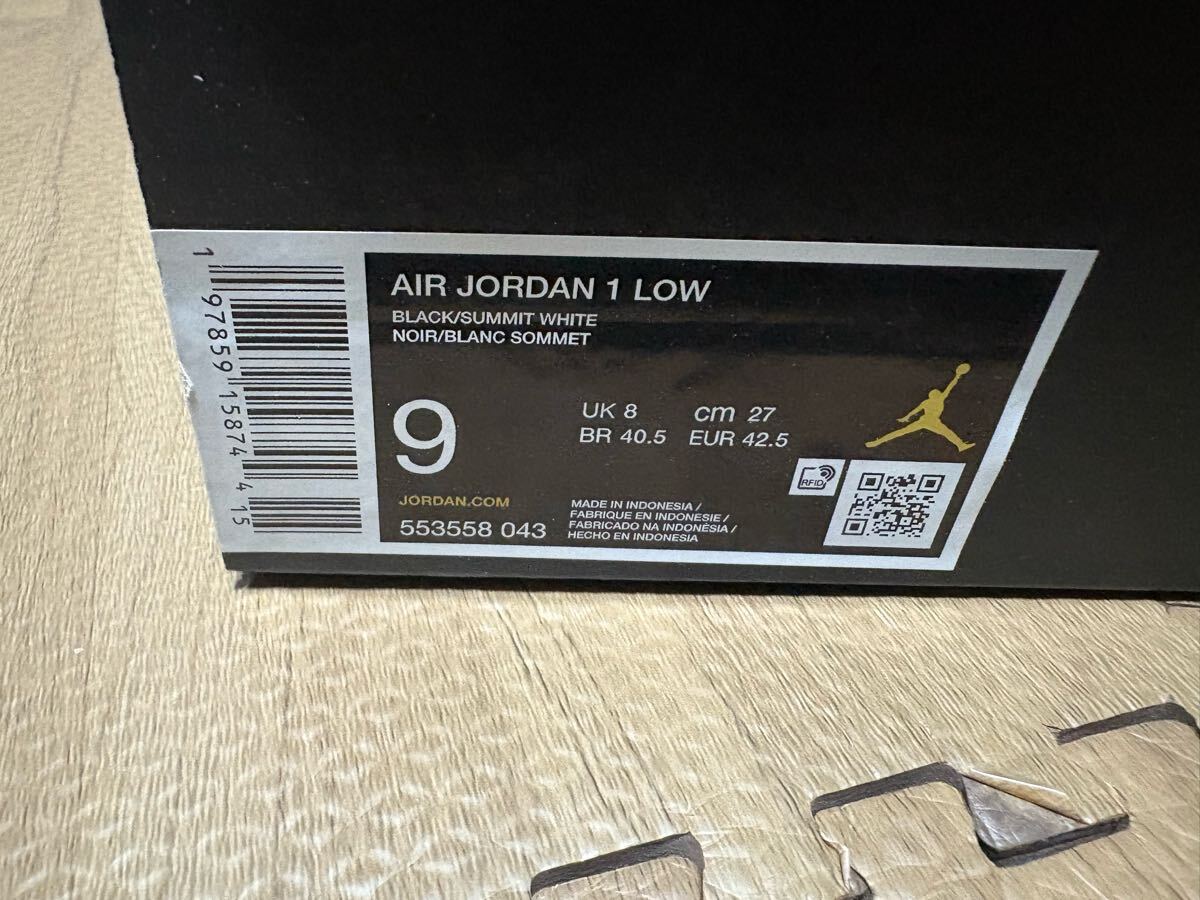 1 97859 15874 4 15
AIR JORDAN 1 LOW
BLACK/SUMMIT WHITE
NOIR/BLANC SOMMET
9
UK 8 cm 27
BR 40.5 EUR 42.5
RFID
JORDAN.COM
553558 043
MADE IN INDONESIA /
FABRIQUE EN INDONESIE /
FABRICADO NA INDONÉSIA /
HECHO EN INDONESIA